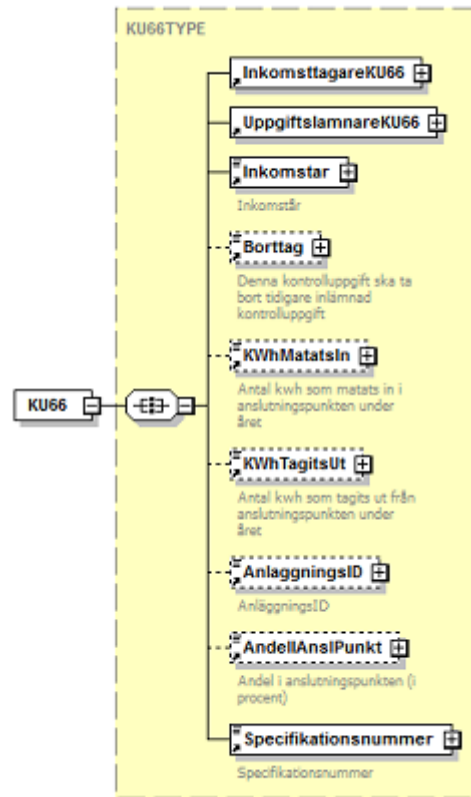 KU66TYPE
InkomsttagareKU66
UppgiftslamnareKU66
Inkomstar
Inkomstår
Borttag
Denna kontrolluppgift ska ta
bort tidigare inlämnad
kontrolluppgift
KWhMatatsIn
Antal kwh som matats in i
anslutningspunkten under
året
KU66
KWhTagitsUt
Antal kwh som tagits ut från
anslutningspunkten under
året
AnlaggningsID
AnläggningsID
AndelIAnslPunkt
Andel i anslutningspunkten (i
procent)
Specifikationsnummer
Specifikationsnummer